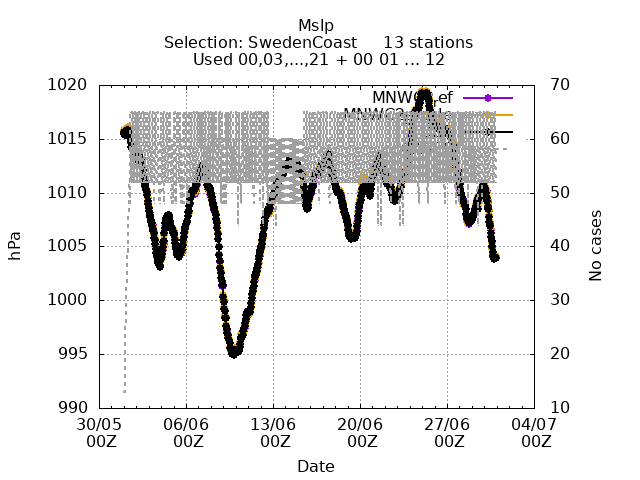 Mslp
Selection: SwedenCoast 13 stations
Used 00,03,...,21 + 00 01 ... 12
1020
1015
1010
1005
1000
995
990
hPa
70
60
50
40
30
20
10
No cases
30/05 06/06 13/06 20/06 27/06 04/07
00Z 00Z 00Z 00Z 00Z 00Z
Date